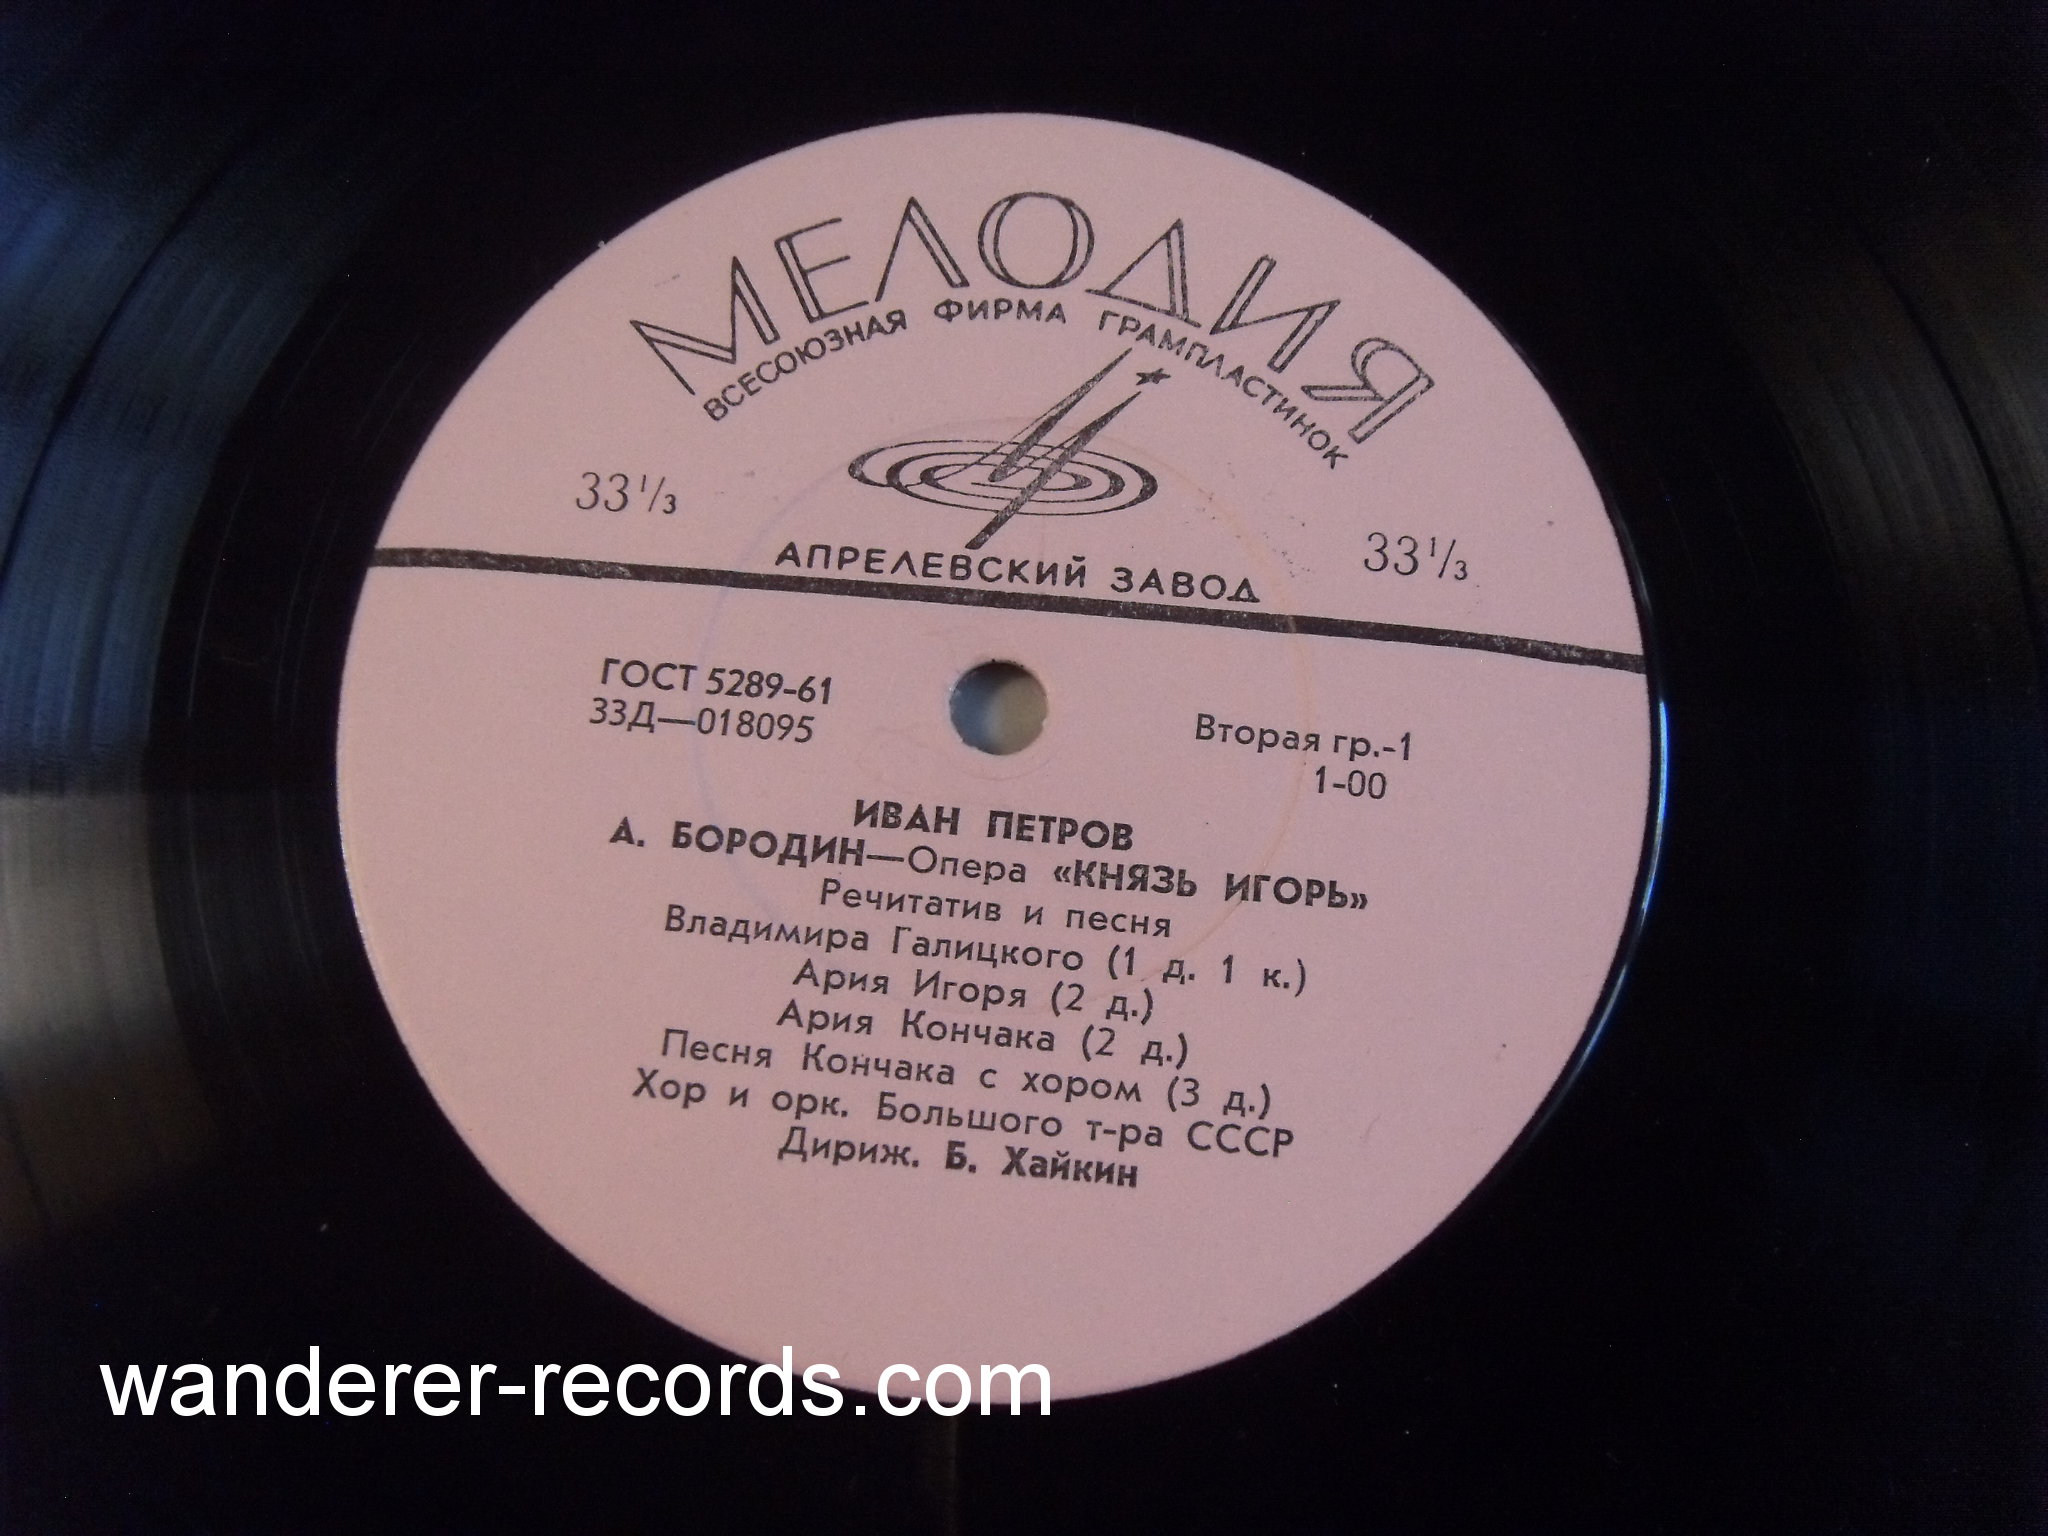 МЕЛОДИЯ
ВСЕСОЮЗНАЯ ФИРМА ГРАМПЛАСТИНОК
33 1/3
33 1/3
АПРЕЛЕВСКИЙ ЗАВОД
ГОСТ 5289-61
33Д—018095
Вторая гр.-1
1-00
ИВАН ПЕТРОВ
А. БОРОДИН—Опера «КНЯЗЬ ИГОРЬ»
Речитатив и песня
Владимира Галицкого (1 д. 1 к.)
Ария Игоря (2 д.)
Ария Кончака (2 д.)
Песня Кончака с хором (3 д.)
Хор и орк. Большого т-ра СССР
Дириж. Б. Хайкин
wanderer-records.com